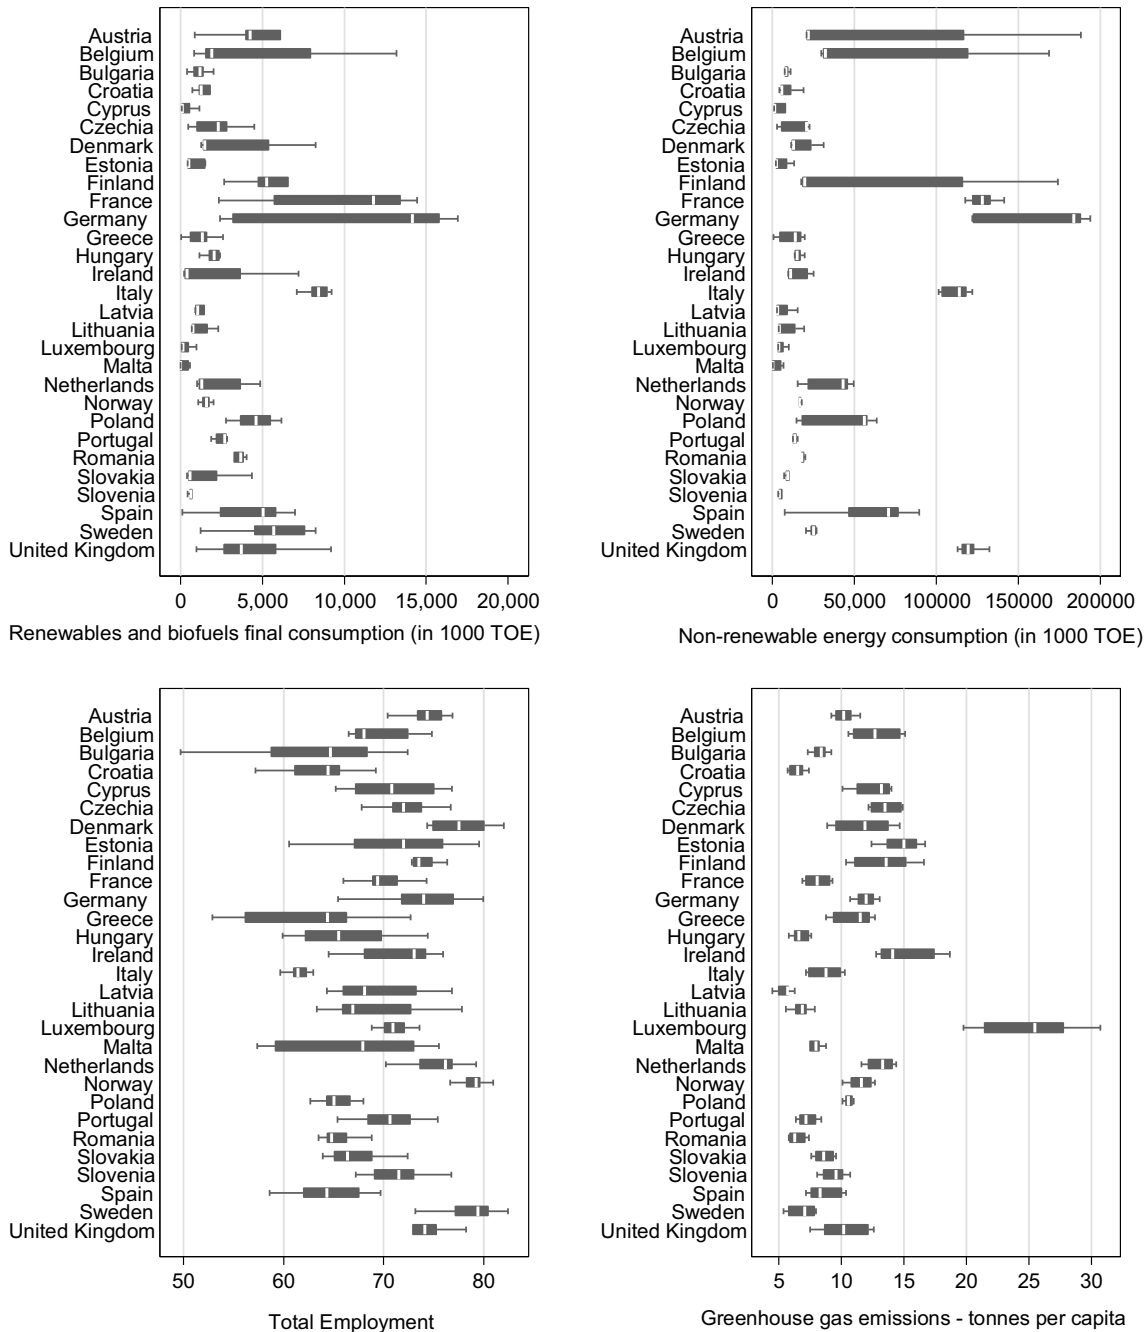 Austria
Belgium
Bulgaria
Croatia
Cyprus
Czechia
Denmark
Estonia
Finland
France
Germany
Greece
Hungary
Ireland
Italy
Latvia
Lithuania
Luxembourg
Malta
Netherlands
Norway
Poland
Portugal
Romania
Slovakia
Slovenia
Spain
Sweden
United Kingdom
0 5,000 10,000 15,000 20,000
Renewables and biofuels final consumption (in 1000 TOE)
Austria
Belgium
Bulgaria
Croatia
Cyprus
Czechia
Denmark
Estonia
Finland
France
Germany
Greece
Hungary
Ireland
Italy
Latvia
Lithuania
Luxembourg
Malta
Netherlands
Norway
Poland
Portugal
Romania
Slovakia
Slovenia
Spain
Sweden
United Kingdom
0 50,000 100000 150000 200000
Non-renewable energy consumption (in 1000 TOE)
Austria
Belgium
Bulgaria
Croatia
Cyprus
Czechia
Denmark
Estonia
Finland
France
Germany
Greece
Hungary
Ireland
Italy
Latvia
Lithuania
Luxembourg
Malta
Netherlands
Norway
Poland
Portugal
Romania
Slovakia
Slovenia
Spain
Sweden
United Kingdom
50 60 70 80
Total Employment
Austria
Belgium
Bulgaria
Croatia
Cyprus
Czechia
Denmark
Estonia
Finland
France
Germany
Greece
Hungary
Ireland
Italy
Latvia
Lithuania
Luxembourg
Malta
Netherlands
Norway
Poland
Portugal
Romania
Slovakia
Slovenia
Spain
Sweden
United Kingdom
5 10 15 20 25 30
Greenhouse gas emissions - tonnes per capita